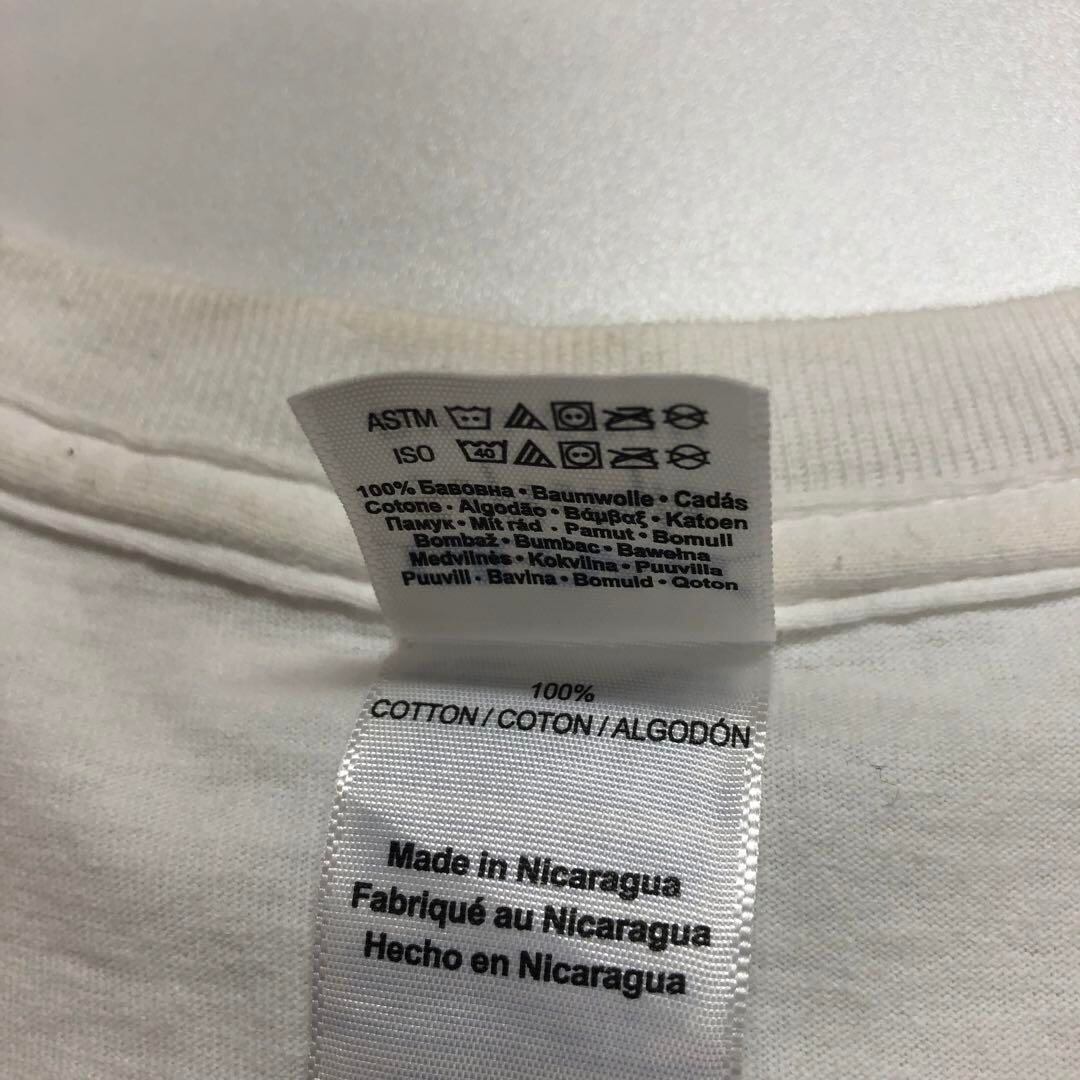 ASTM
ISO 40
100% Бавовна • Baumwolle • Cadás
Cotone • Algodão • Βάμβαξ • Katoen
Памук • Mit rád • Pamut • Bomull
Bombaž • Bumbac • Bawełna
Medvilnės • Kokvilna • Puuvilla
Puuvill • Bavlna • Bomuld • Qoton
100%
COTTON / COTON / ALGODÓN
Made in Nicaragua
Fabriqué au Nicaragua
Hecho en Nicaragua